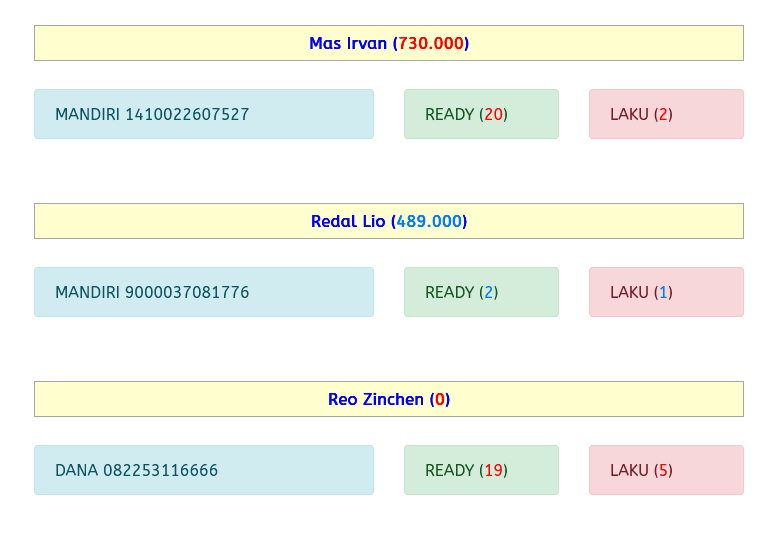 Mas Irvan (730.000)
MANDIRI 1410022607527 READY (20) LAKU (2)
Redal Lio (489.000)
MANDIRI 9000037081776 READY (2) LAKU (1)
Reo Zinchen (0)
DANA 082253116666 READY (19) LAKU (5)